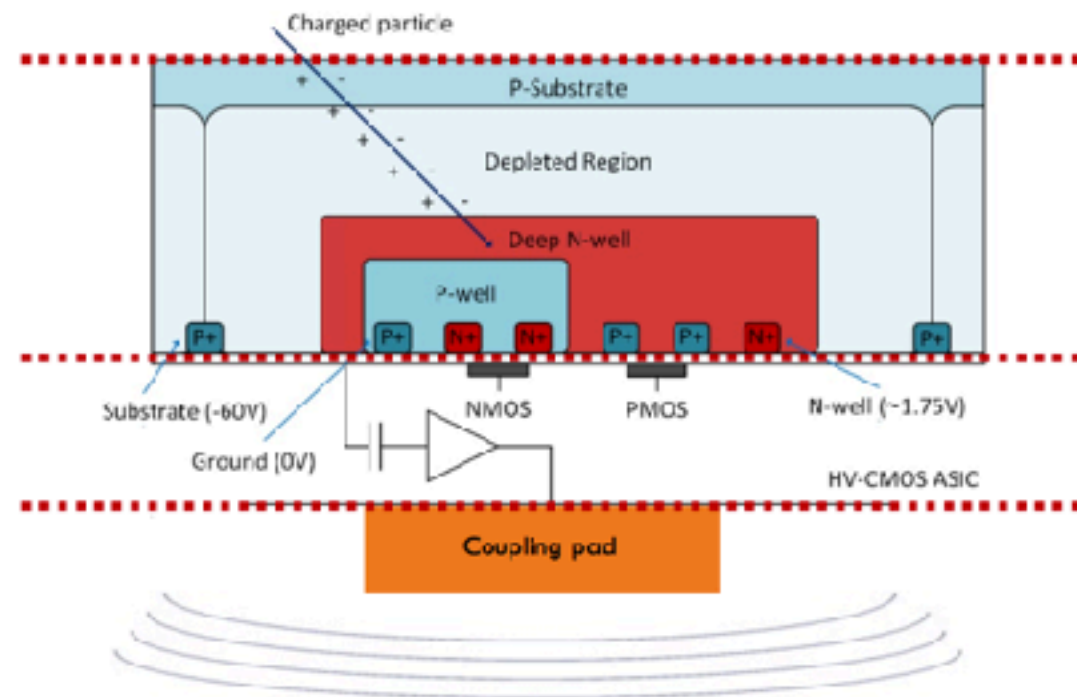 Charged particle
P-Substrate
Depleted Region
Deep N-well
P-well
P+
P+
N+
N+
P+
P+
N+
P+
Substrate (-60V)
NMOS
PMOS
N-well (~1.75V)
Ground (0V)
HV-CMOS ASIC
Coupling pad